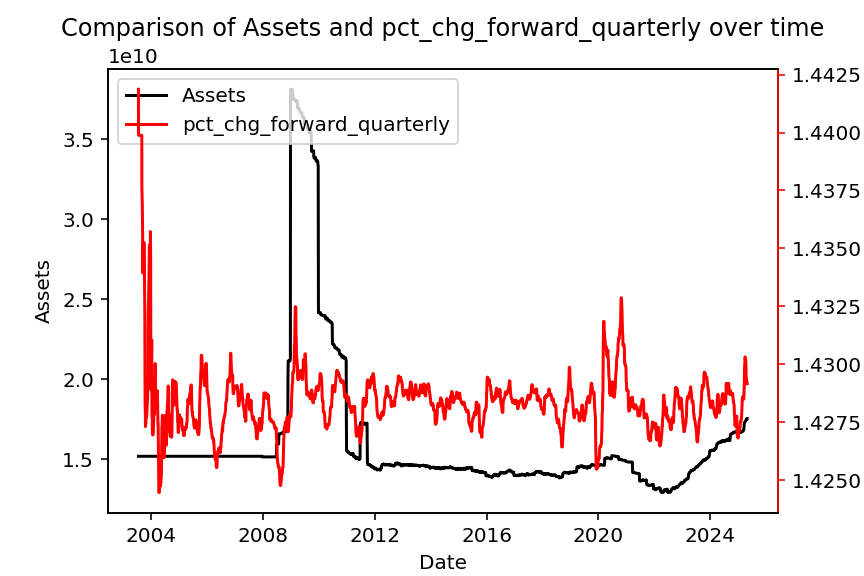 Comparison of Assets and pct_chg_forward_quarterly over time
1e10
Assets
pct_chg_forward_quarterly
3.5
3.0
2.5
2.0
1.5
Assets
1.4425
1.4400
1.4375
1.4350
1.4325
1.4300
1.4275
1.4250
2004 2008 2012 2016 2020 2024
Date